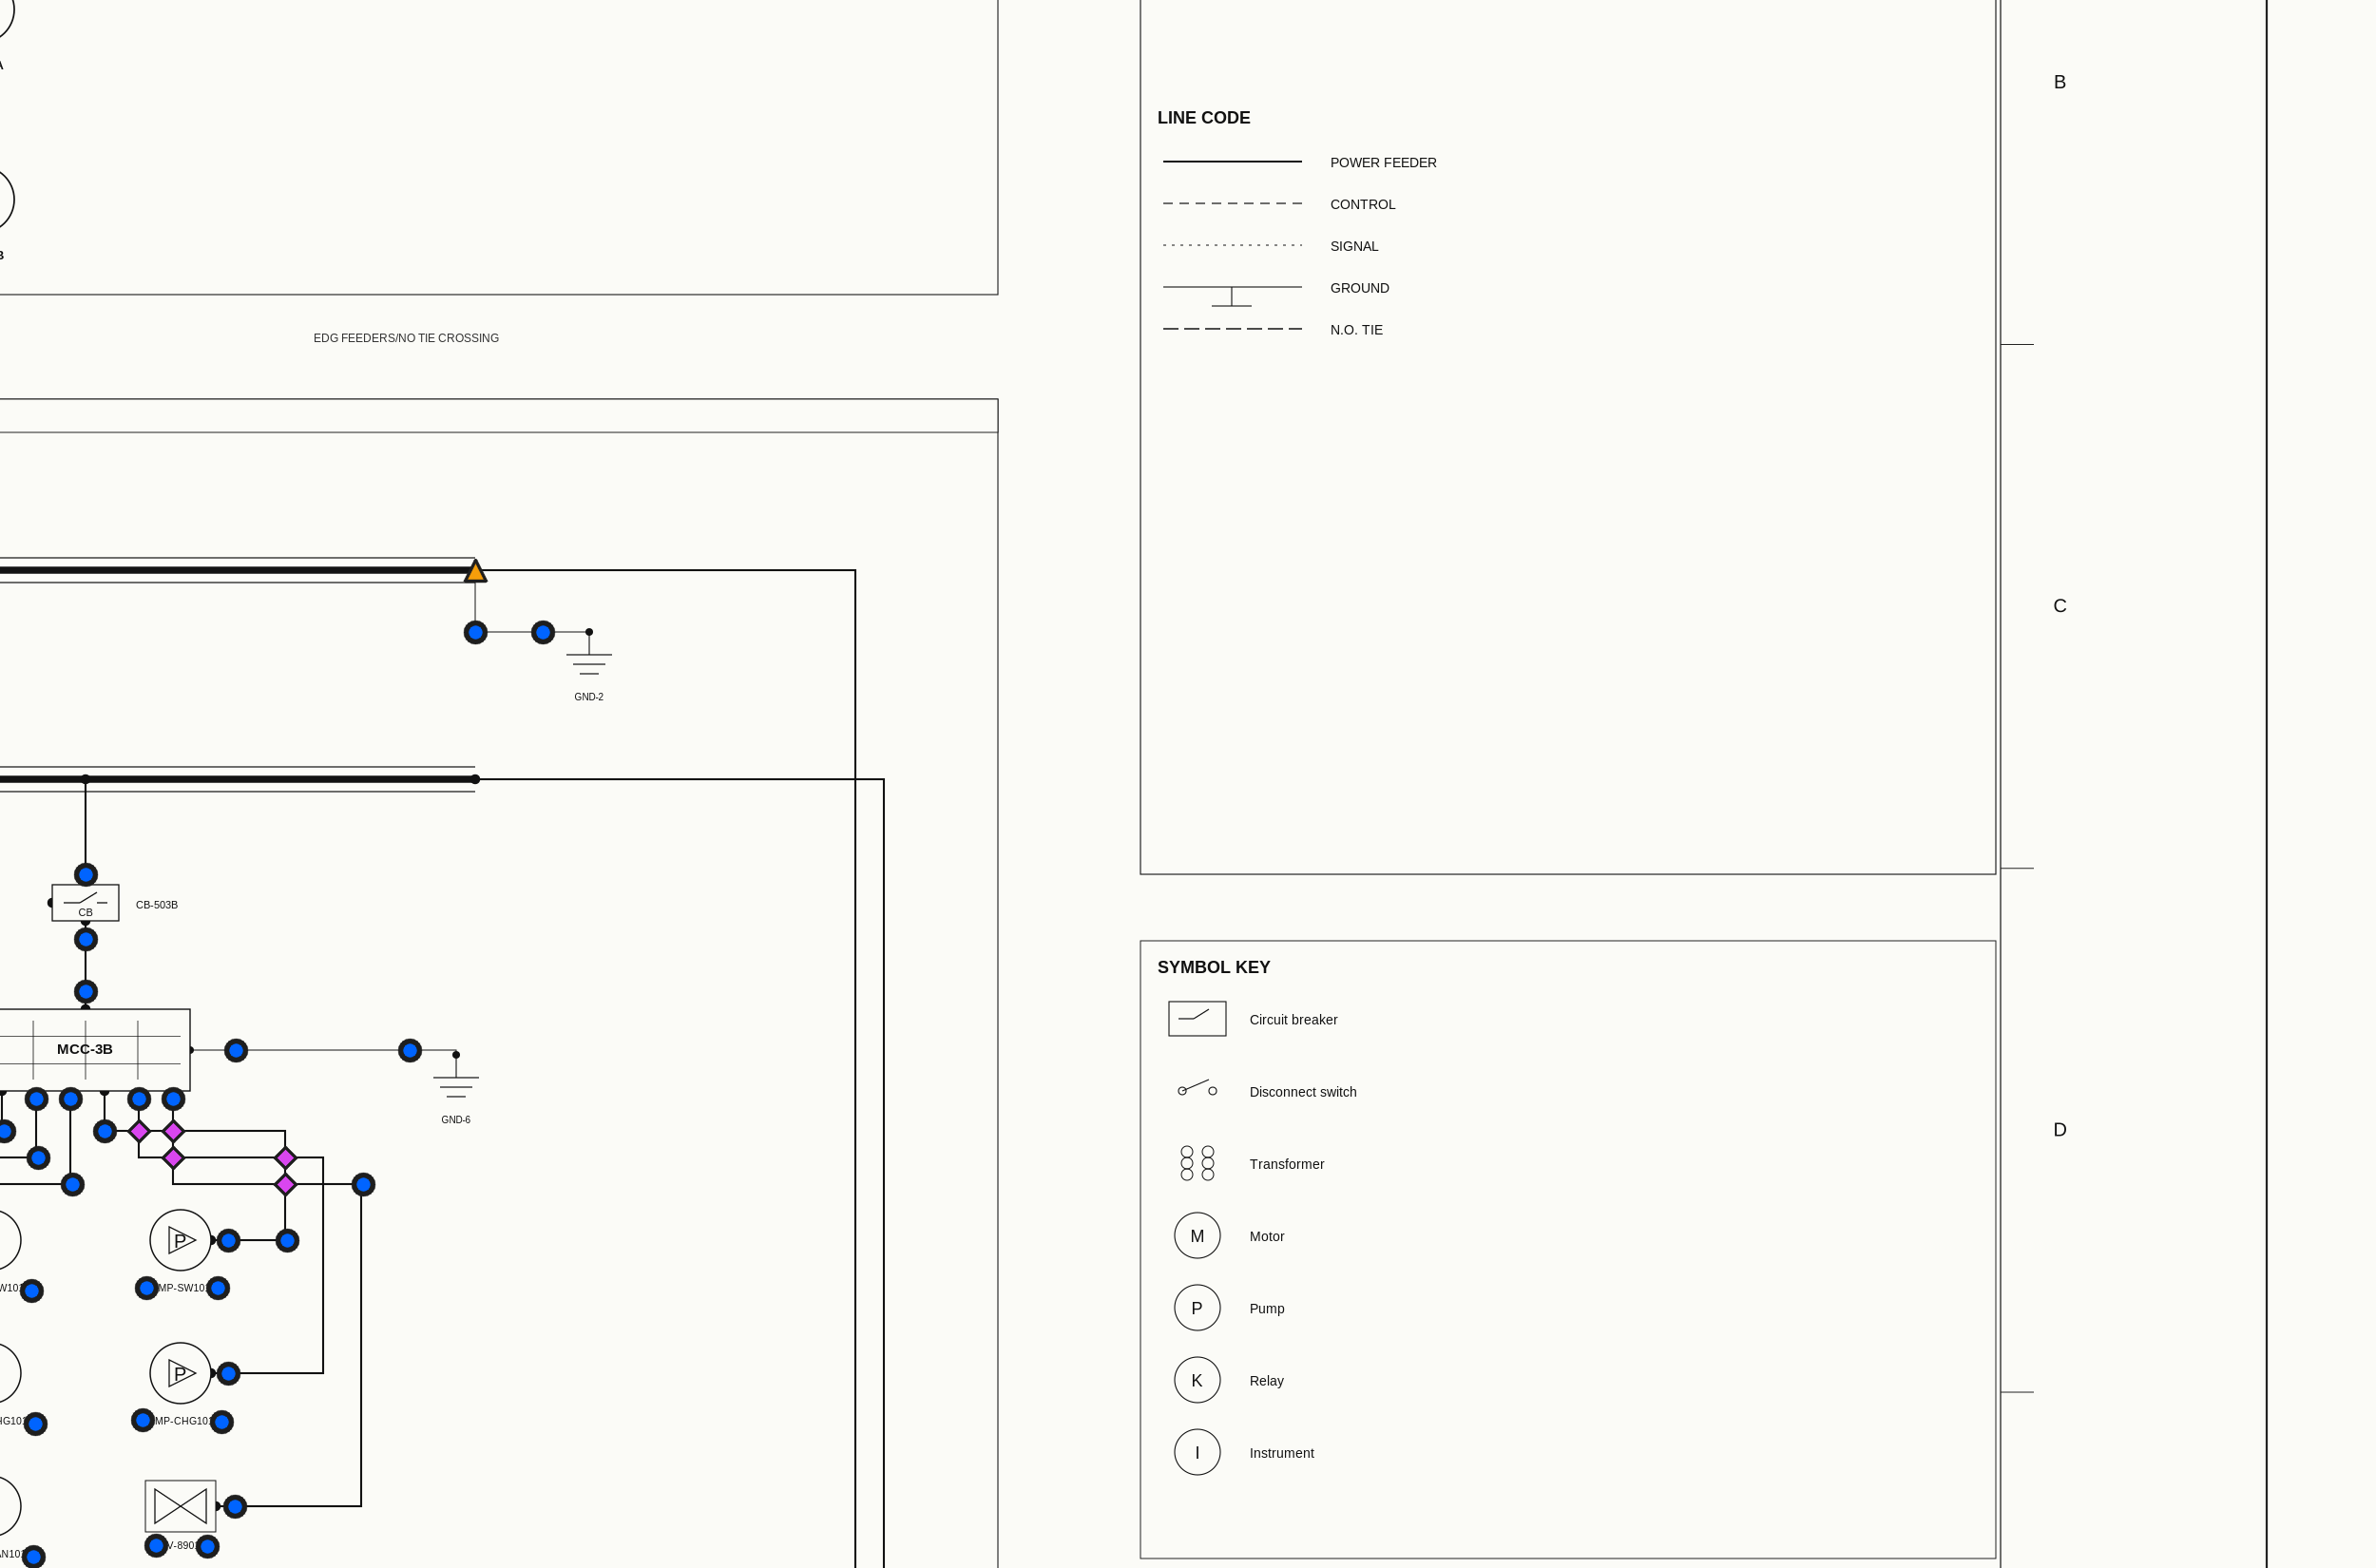 B
LINE CODE
POWER FEEDER
CONTROL
SIGNAL
GROUND
N.O. TIE
EDG FEEDERS/NO TIE CROSSING
C
GND-2
CB
CB-503B
SYMBOL KEY
Circuit breaker
MCC-3B
GND-6
Disconnect switch
D
Transformer
P
M
Motor
P
Pump
P
K
Relay
I
Instrument